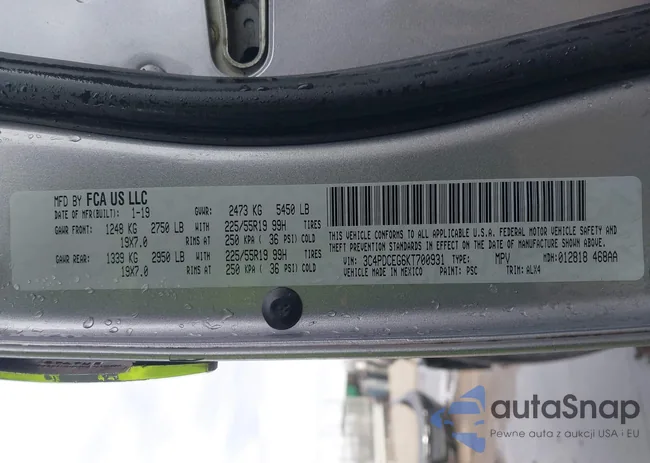 MFD BY FCA US LLC
DATE OF MFR(BUILT): 1-19 GVWR: 2473 KG 5450 LB
GAWR FRONT: 1248 KG 2750 LB WITH 225/55R19 99H TIRES
19X7.0 RIMS AT 250 KPA ( 36 PSI) COLD
GAWR REAR: 1339 KG 2950 LB WITH 225/55R19 99H TIRES
19X7.0 RIMS AT 250 KPA ( 36 PSI) COLD
THIS VEHICLE CONFORMS TO ALL APPLICABLE U.S.A. FEDERAL MOTOR VEHICLE SAFETY
AND THEFT PREVENTION STANDARDS IN EFFECT ON THE DATE OF MANUFACTURE SHOWN ABOVE
VIN: 3C4PDCEG6KT700931 TYPE: MPV MDH: 012818 468AA
VEHICLE MADE IN MEXICO PAINT: PSC TRIM: ALX4
autaSnap
Pewne auta z aukcji USA i EU